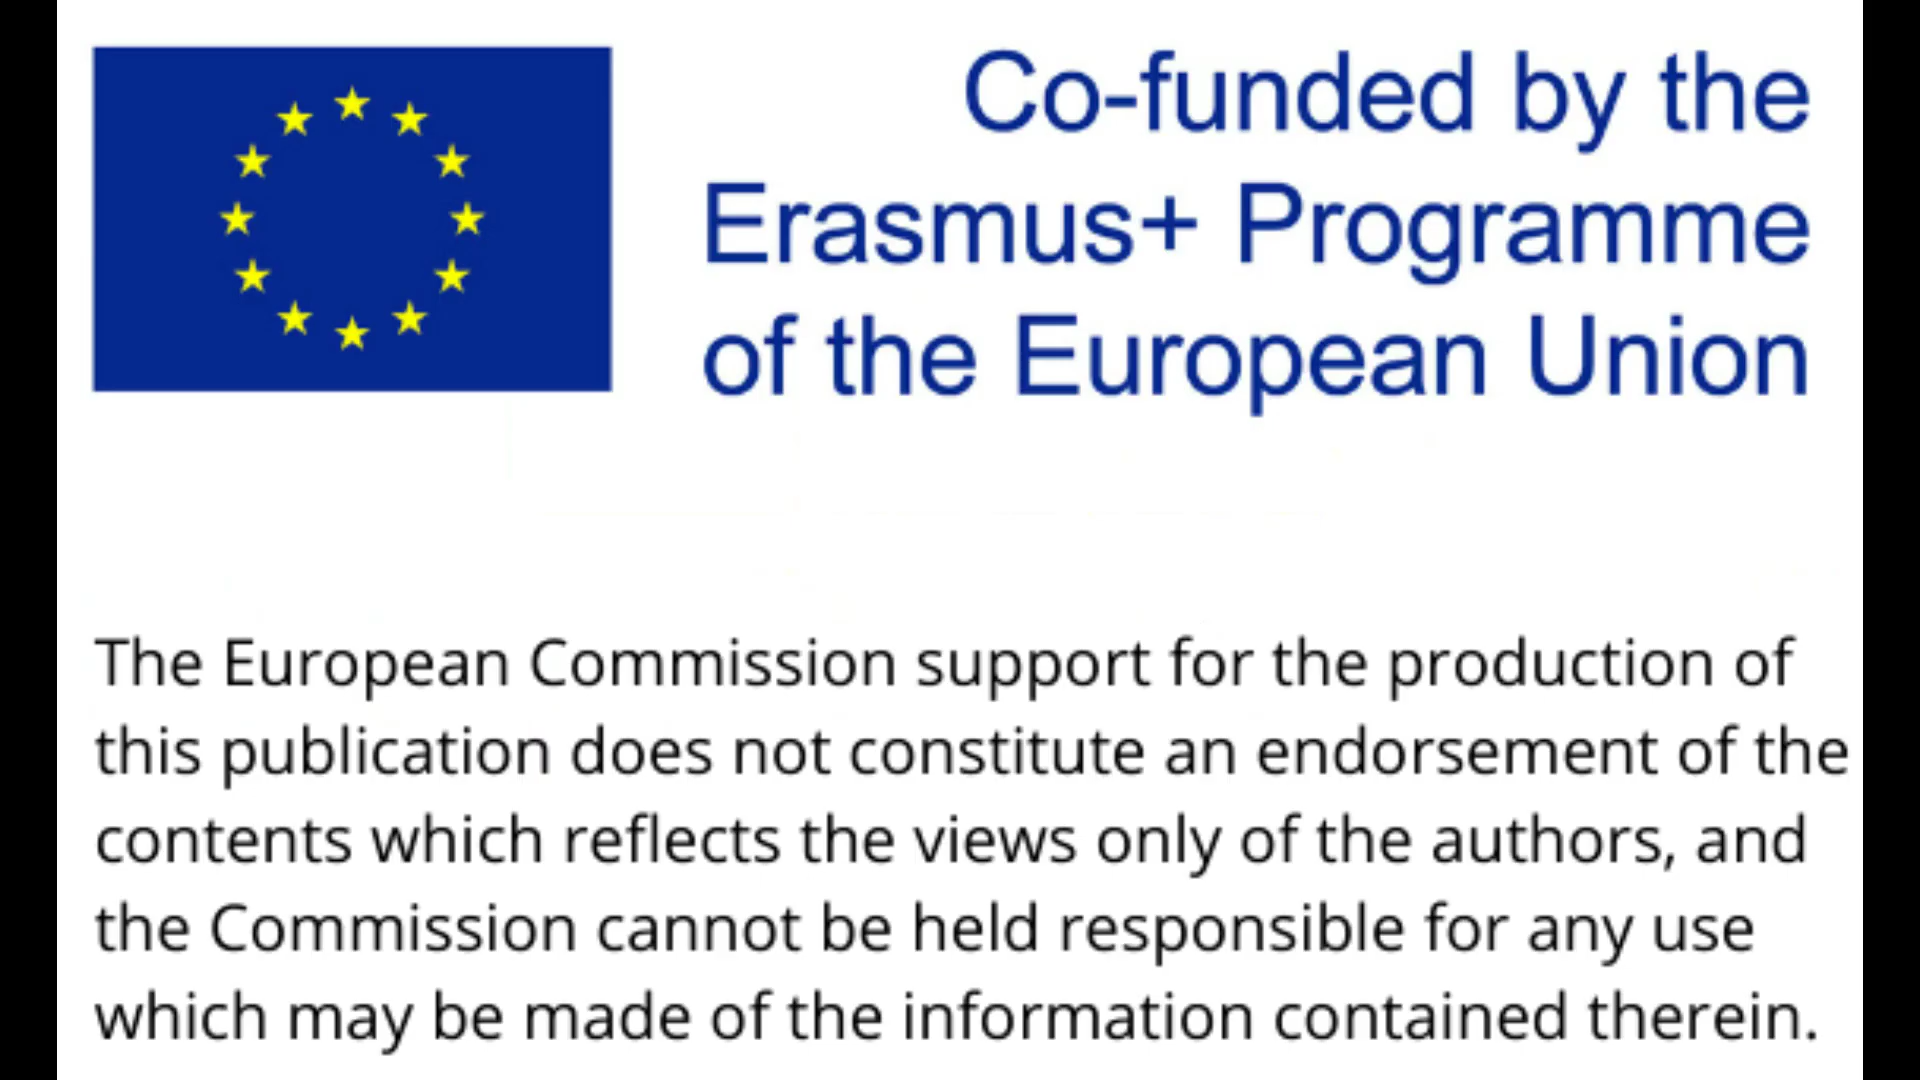 Co-funded by the
Erasmus+ Programme
of the European Union
The European Commission support for the production of
this publication does not constitute an endorsement of the
contents which reflects the views only of the authors, and
the Commission cannot be held responsible for any use
which may be made of the information contained therein.